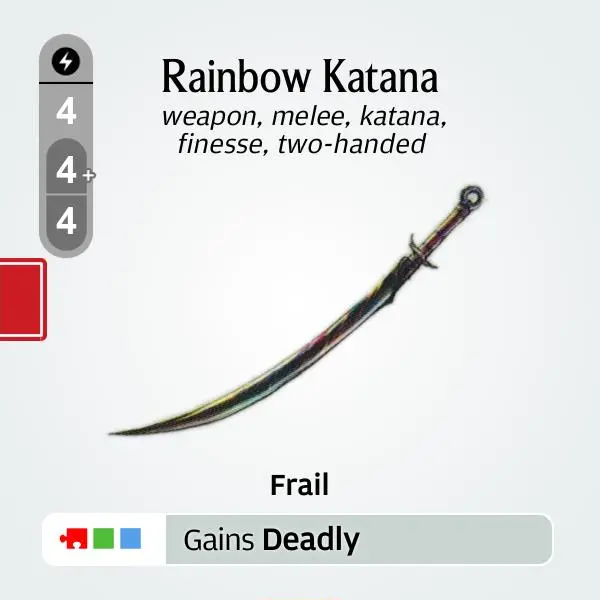 4
4+
4
Rainbow Katana
weapon, melee, katana,
finesse, two-handed
Frail
Gains Deadly